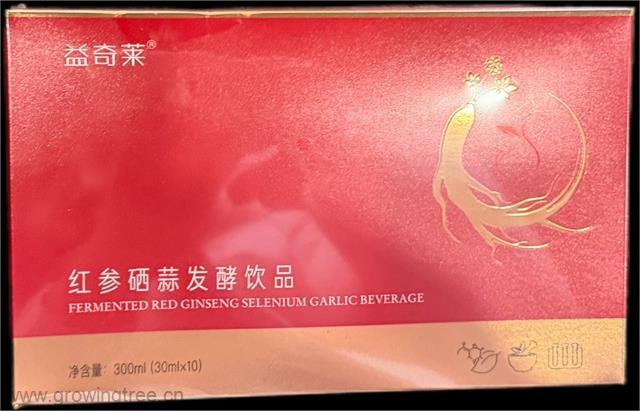 益奇莱®
红参硒蒜发酵饮品
FERMENTED RED GINSENG SELENIUM GARLIC BEVERAGE
净含量: 300ml (30ml×10)
www.growingtree.cn